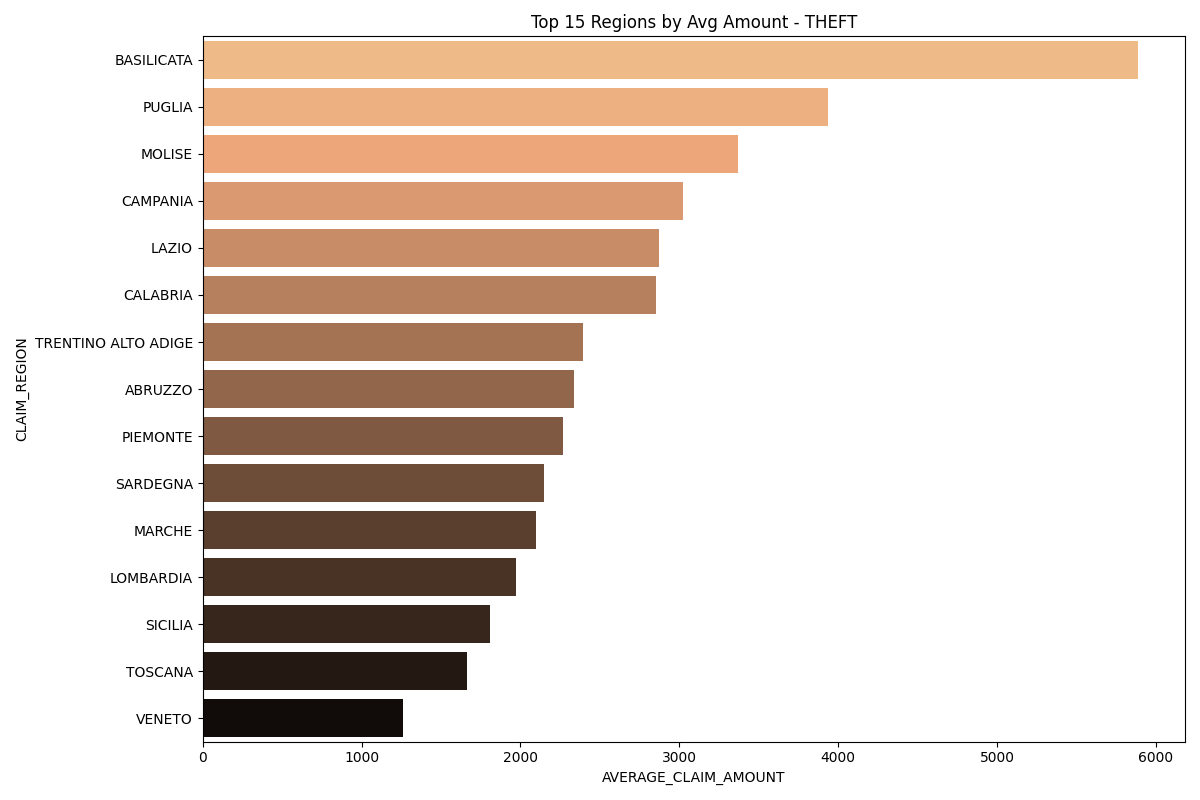 Top 15 Regions by Avg Amount - THEFT
BASILICATA
PUGLIA
MOLISE
CAMPANIA
LAZIO
CALABRIA
TRENTINO ALTO ADIGE
ABRUZZO
PIEMONTE
SARDEGNA
MARCHE
LOMBARDIA
SICILIA
TOSCANA
VENETO
CLAIM_REGION
0 1000 2000 3000 4000 5000 6000
AVERAGE_CLAIM_AMOUNT